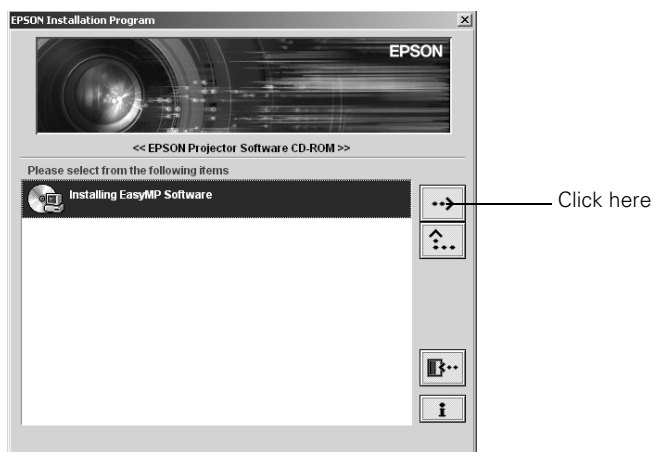 EPSON Installation Program
EPSON
<< EPSON Projector Software CD-ROM >>
Please select from the following items
Installing EasyMP Software
Click here